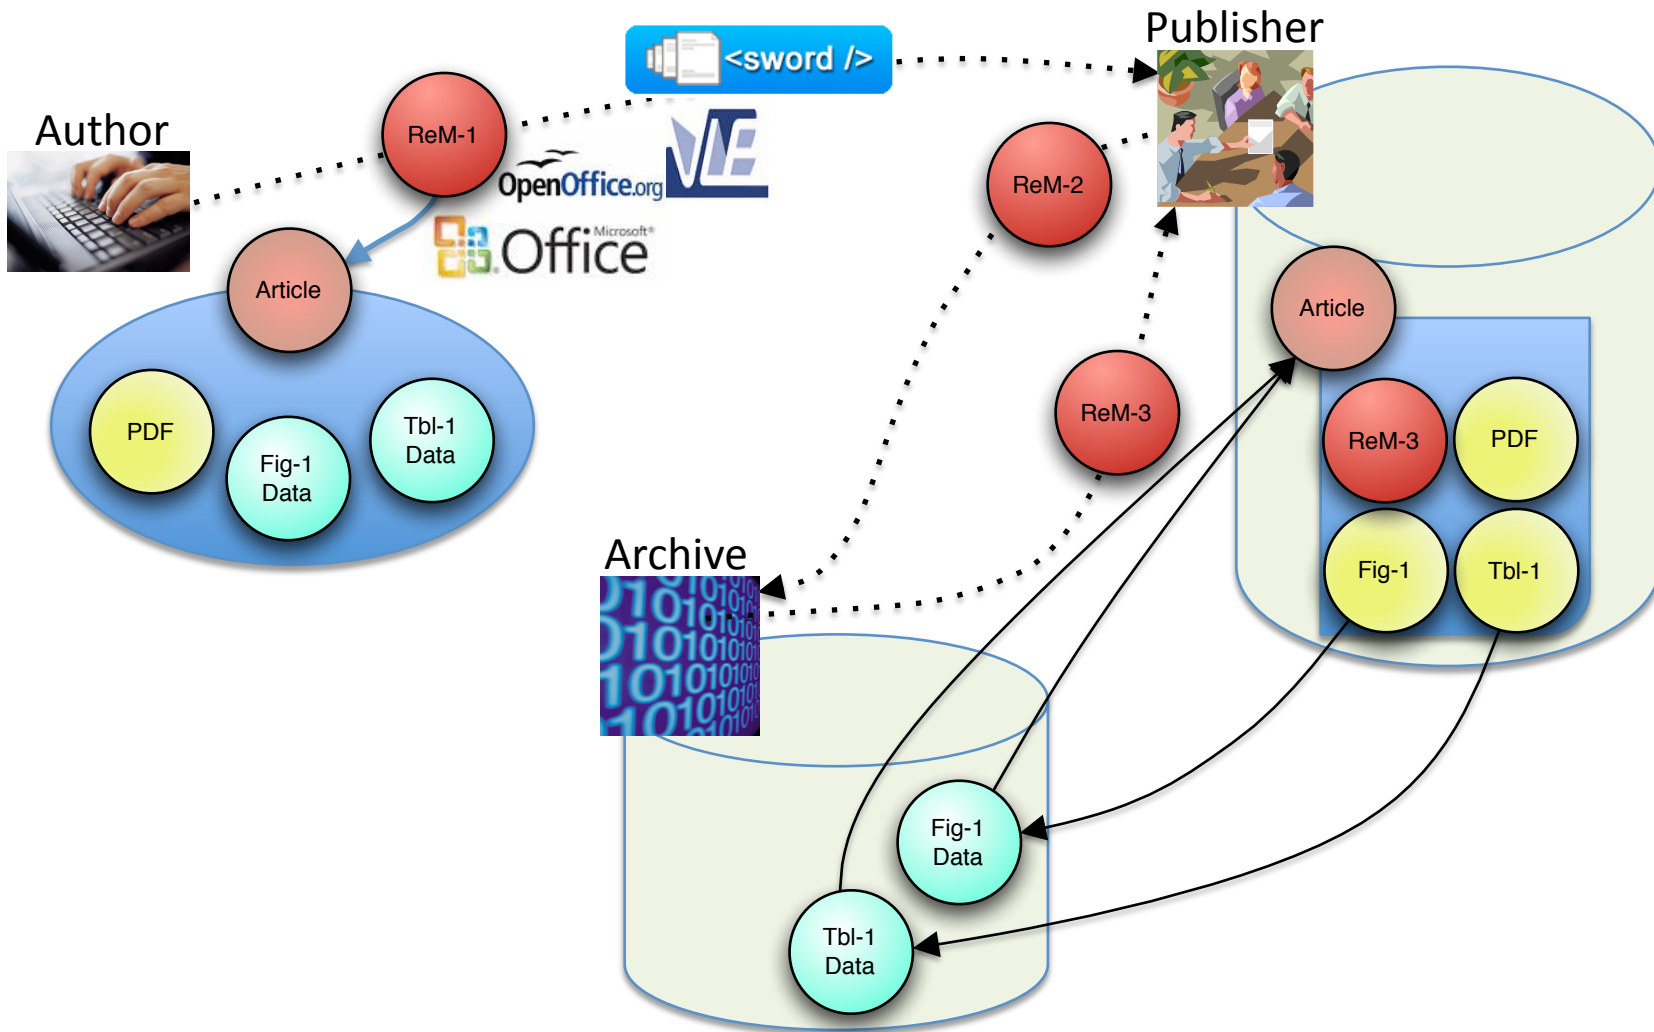 Publisher
<sword />
Author
ReM-1
OpenOffice.org
VLE
ReM-2
Microsoft®
Office
Article
Article
PDF
Fig-1
Data
Tbl-1
Data
ReM-3
ReM-3
PDF
Archive
Fig-1
Tbl-1
Fig-1
Data
Tbl-1
Data